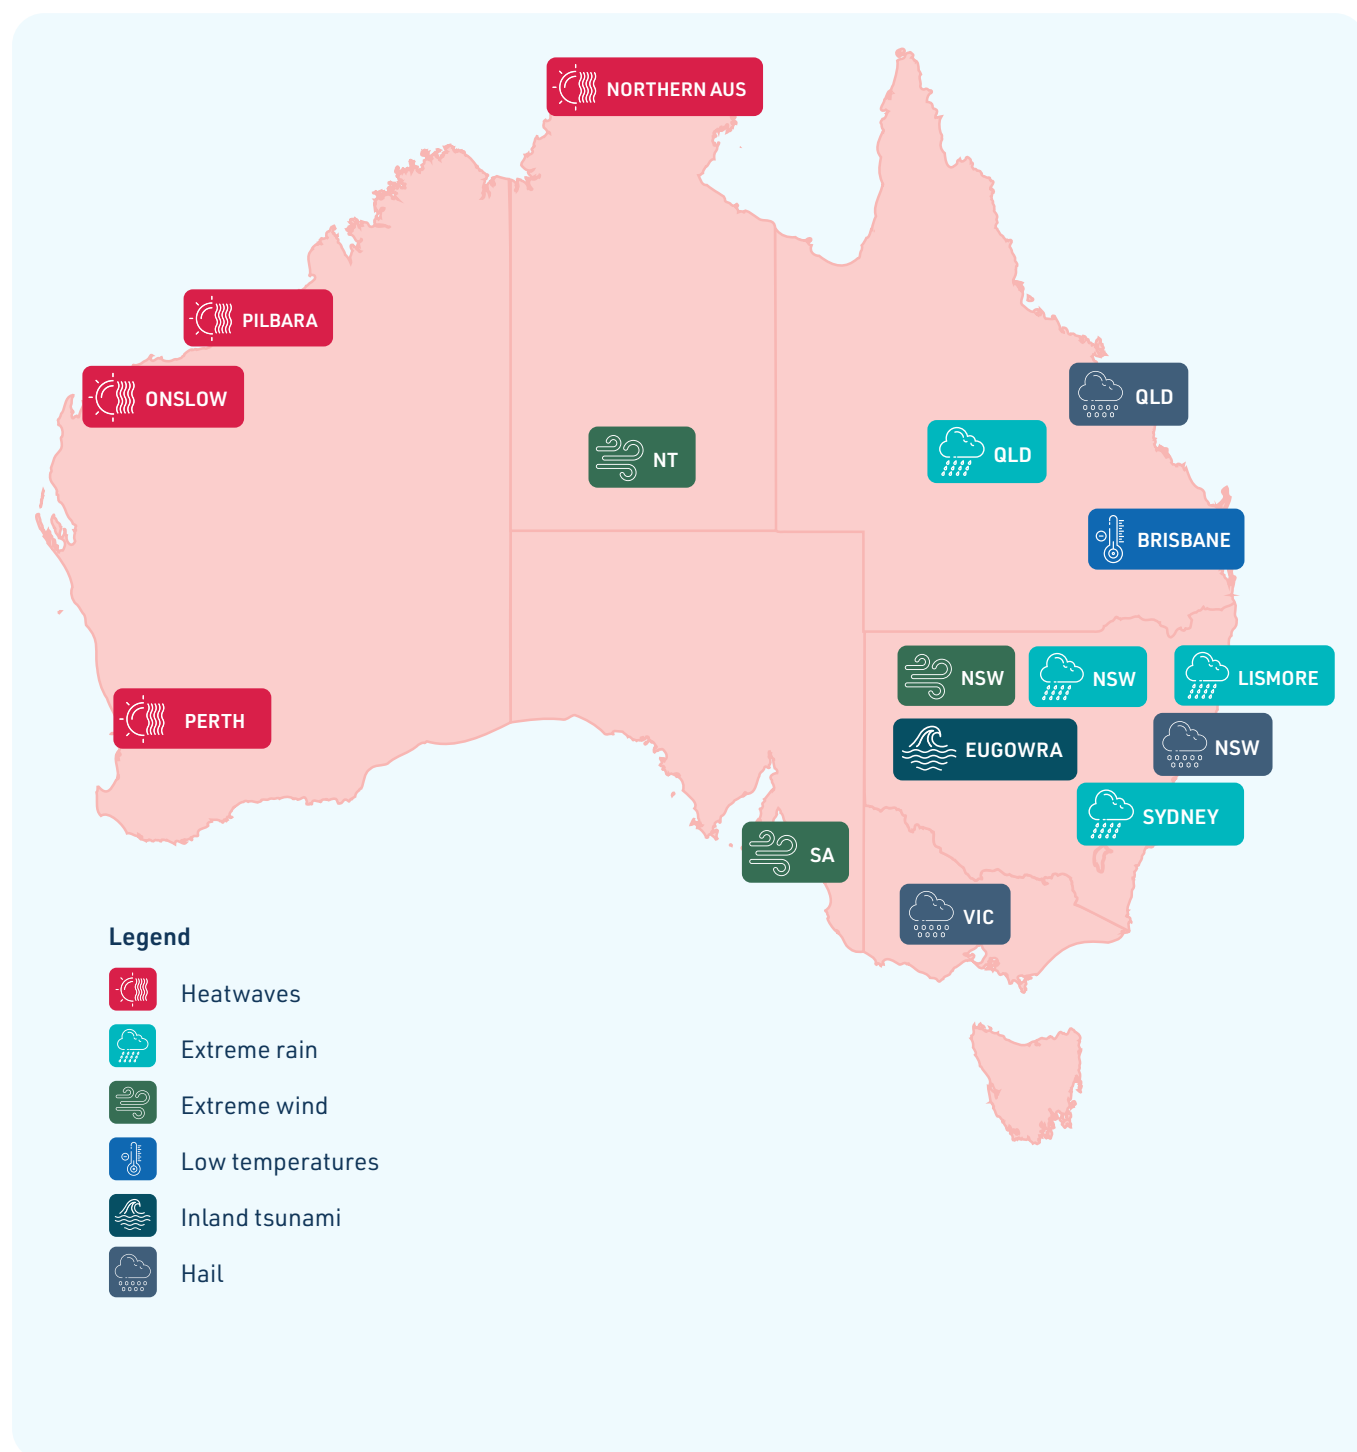 NORTHERN AUS
PILBARA
ONSLOW
QLD
QLD
NT
BRISBANE
NSW
NSW
LISMORE
PERTH
EUGOWRA
NSW
SYDNEY
SA
VIC
Legend
Heatwaves
Extreme rain
Extreme wind
Low temperatures
Inland tsunami
Hail